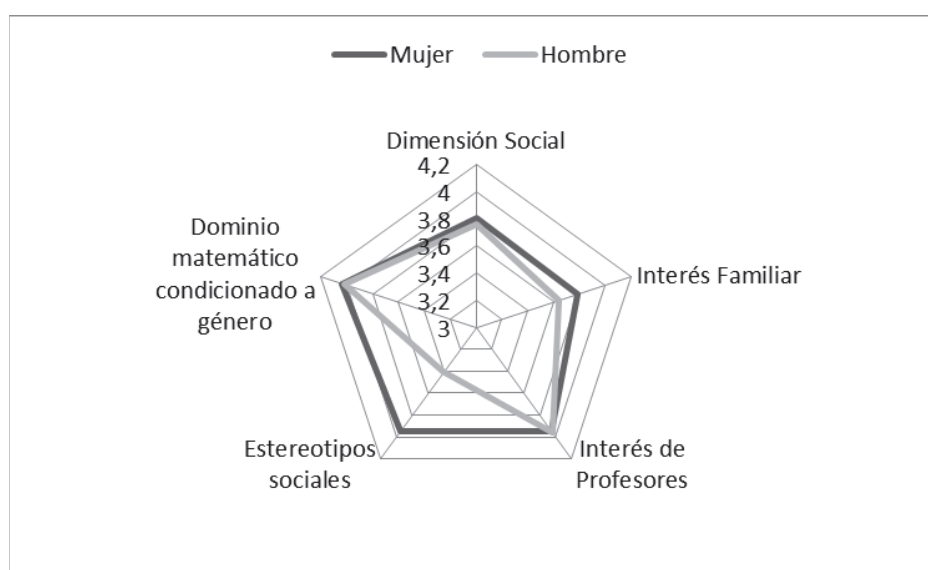 Mujer Hombre
Dimensión Social
4,2
4
3,8
3,6
3,4
3,2
3
Interés Familiar
Interés de
Profesores
Estereotipos
sociales
Dominio
matemático
condicionado a
género